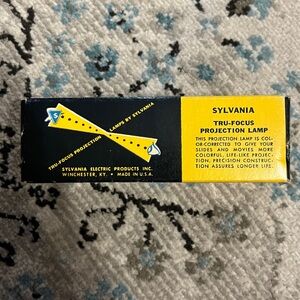 TRU-FOCUS PROJECTION LAMPS BY SYLVANIA
SYLVANIA ELECTRIC PRODUCTS INC.
WINCHESTER, KY. • MADE IN U.S.A.
SYLVANIA
TRU-FOCUS
PROJECTION LAMP
THIS PROJECTION LAMP IS COL-
OR-CORRECTED TO GIVE YOUR
SLIDES AND MOVIES MORE
COLORFUL, LIFE-LIKE PROJEC-
TION. PRECISION CONSTRUC-
TION ASSURES LONGER LIFE.